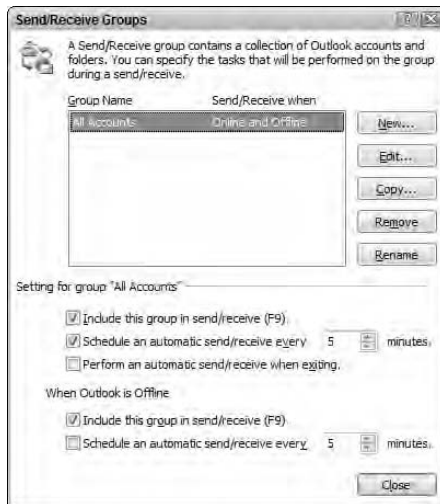 Send/Receive Groups
A Send/Receive group contains a collection of Outlook accounts and
folders. You can specify the tasks that will be performed on the group
during a send/receive.
Group Name Send/Receive when
All Accounts Online and Offline
New...
Edit...
Copy...
Remove
Rename
Setting for group "All Accounts"
Include this group in send/receive (F9).
Schedule an automatic send/receive every 5 minutes.
Perform an automatic send/receive when exiting.
When Outlook is Offline
Include this group in send/receive (F9)
Schedule an automatic send/receive every 5 minutes.
Close